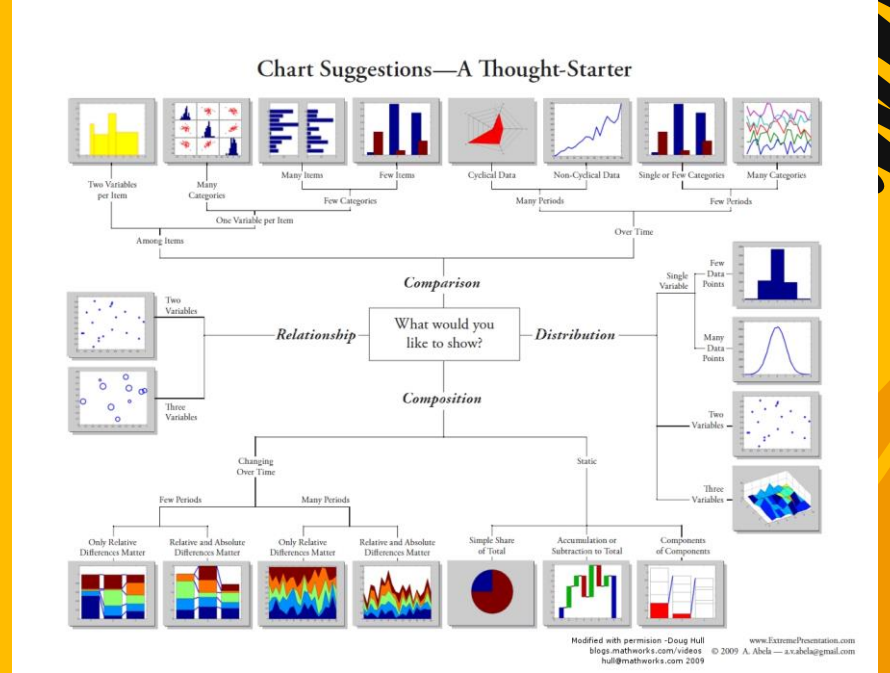 Chart Suggestions—A Thought-Starter
Two Variables
per Item
Many
Categories
Many Items
Few Items
Cyclical Data
Non-Cyclical Data
Single or Few Categories
Many Categories
Few Categories
Many Periods
Few Periods
One Variable per Item
Among Items
Over Time
Comparison
What would you
like to show?
Relationship
Two
Variables
Three
Variables
Distribution
Single
Variable
Few
Data
Points
Many
Data
Points
Two
Variables
Three
Variables
Composition
Changing
Over Time
Static
Few Periods
Many Periods
Only Relative
Differences Matter
Relative and Absolute
Differences Matter
Only Relative
Differences Matter
Relative and Absolute
Differences Matter
Simple Share
of Total
Accumulation or
Subtraction to Total
Components
of Components
Modified with permision -Doug Hull
blogs.mathworks.com/videos
hull@mathworks.com 2009
www.ExtremePresentation.com
© 2009 A. Abela — a.v.abela@gmail.com